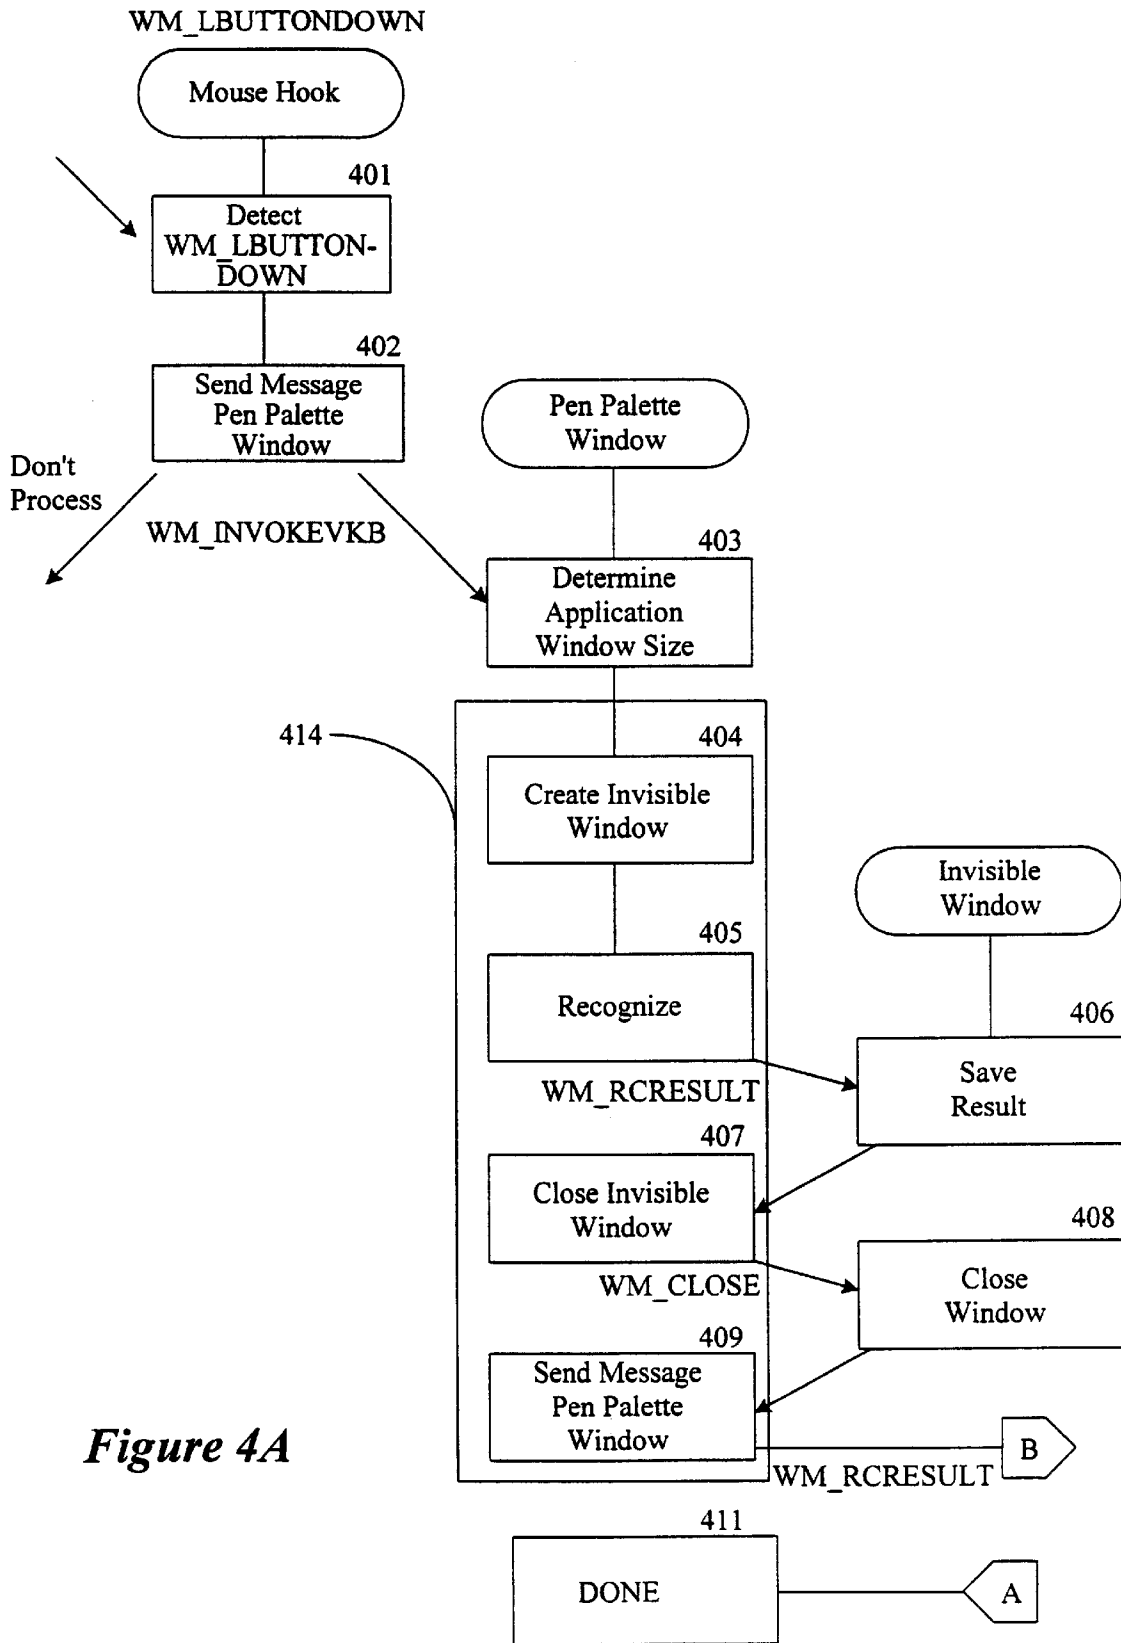 WM_LBUTTONDOWN
Mouse Hook
401
Detect
WM_LBUTTON-
DOWN
402
Send Message
Pen Palette
Window
Pen Palette
Window
Don't
Process
WM_INVOKEVKB
403
Determine
Application
Window Size
414
404
Create Invisible
Window
Invisible
Window
405
Recognize
406
Save
Result
WM_RCRESULT
407
Close Invisible
Window
408
Close
Window
WM_CLOSE
409
Send Message
Pen Palette
Window
B
WM_RCRESULT
Figure 4A
411
DONE
A